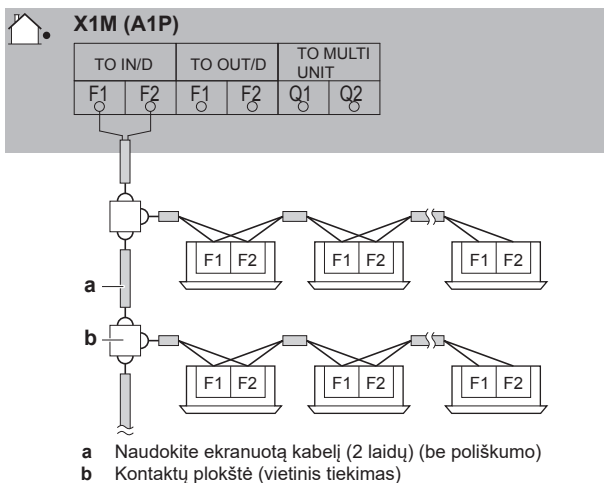 X1M (A1P)
TO IN/D TO OUT/D TO MULTI UNIT
F1 F2 F1 F2 Q1 Q2
F1 F2 F1 F2 F1 F2
a
b
F1 F2 F1 F2 F1 F2
a Naudokite ekranuotą kabelį (2 laidų) (be poliškumo)
b Kontaktų plokštė (vietinis tiekimas)